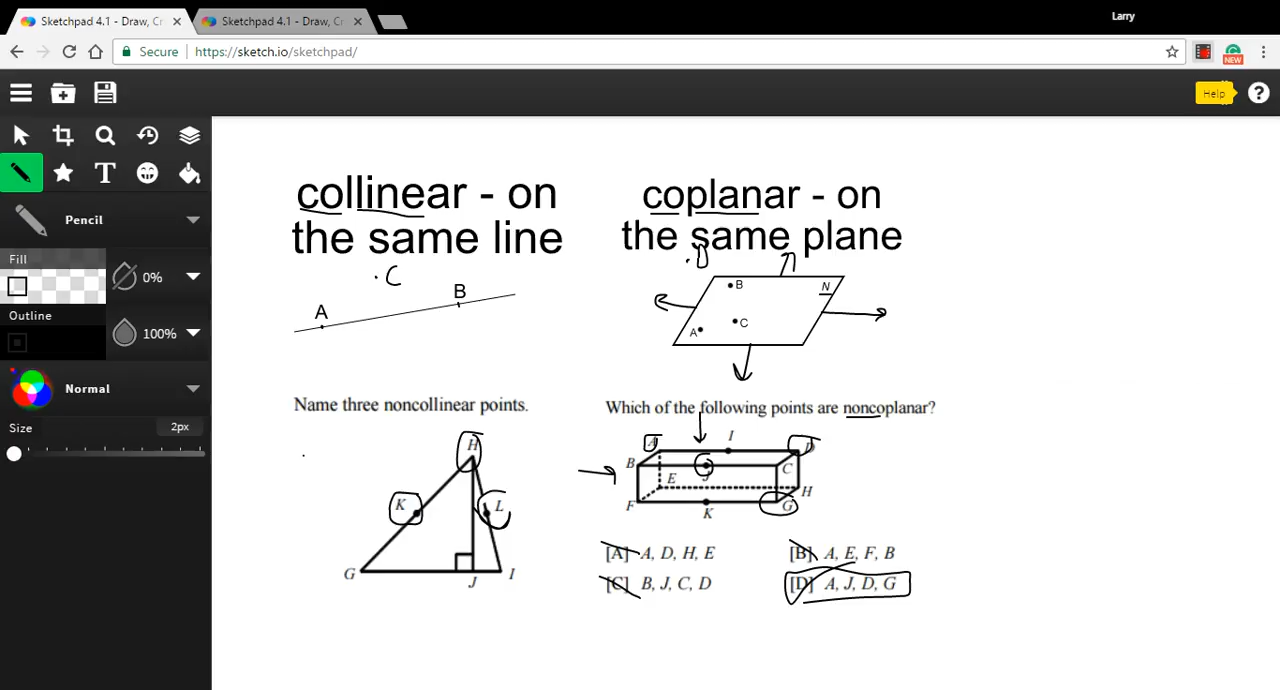 Larry
Sketchpad 4.1 - Draw, Cr
Sketchpad 4.1 - Draw, Cr
Secure
https://sketch.io/sketchpad/
NEW
Help
?
T
Pencil
Fill
0%
Outline
100%
Normal
Size
2px
collinear - on
the same line
C
A
B
coplanar - on
the same plane
D
B
N
C
A
Name three noncollinear points.
H
K
L
G
J
I
Which of the following points are noncoplanar?
A
I
D
B
J
C
E
H
F
K
G
[A] A, D, H, E
[B] A, E, F, B
[C] B, J, C, D
[D] A, J, D, G